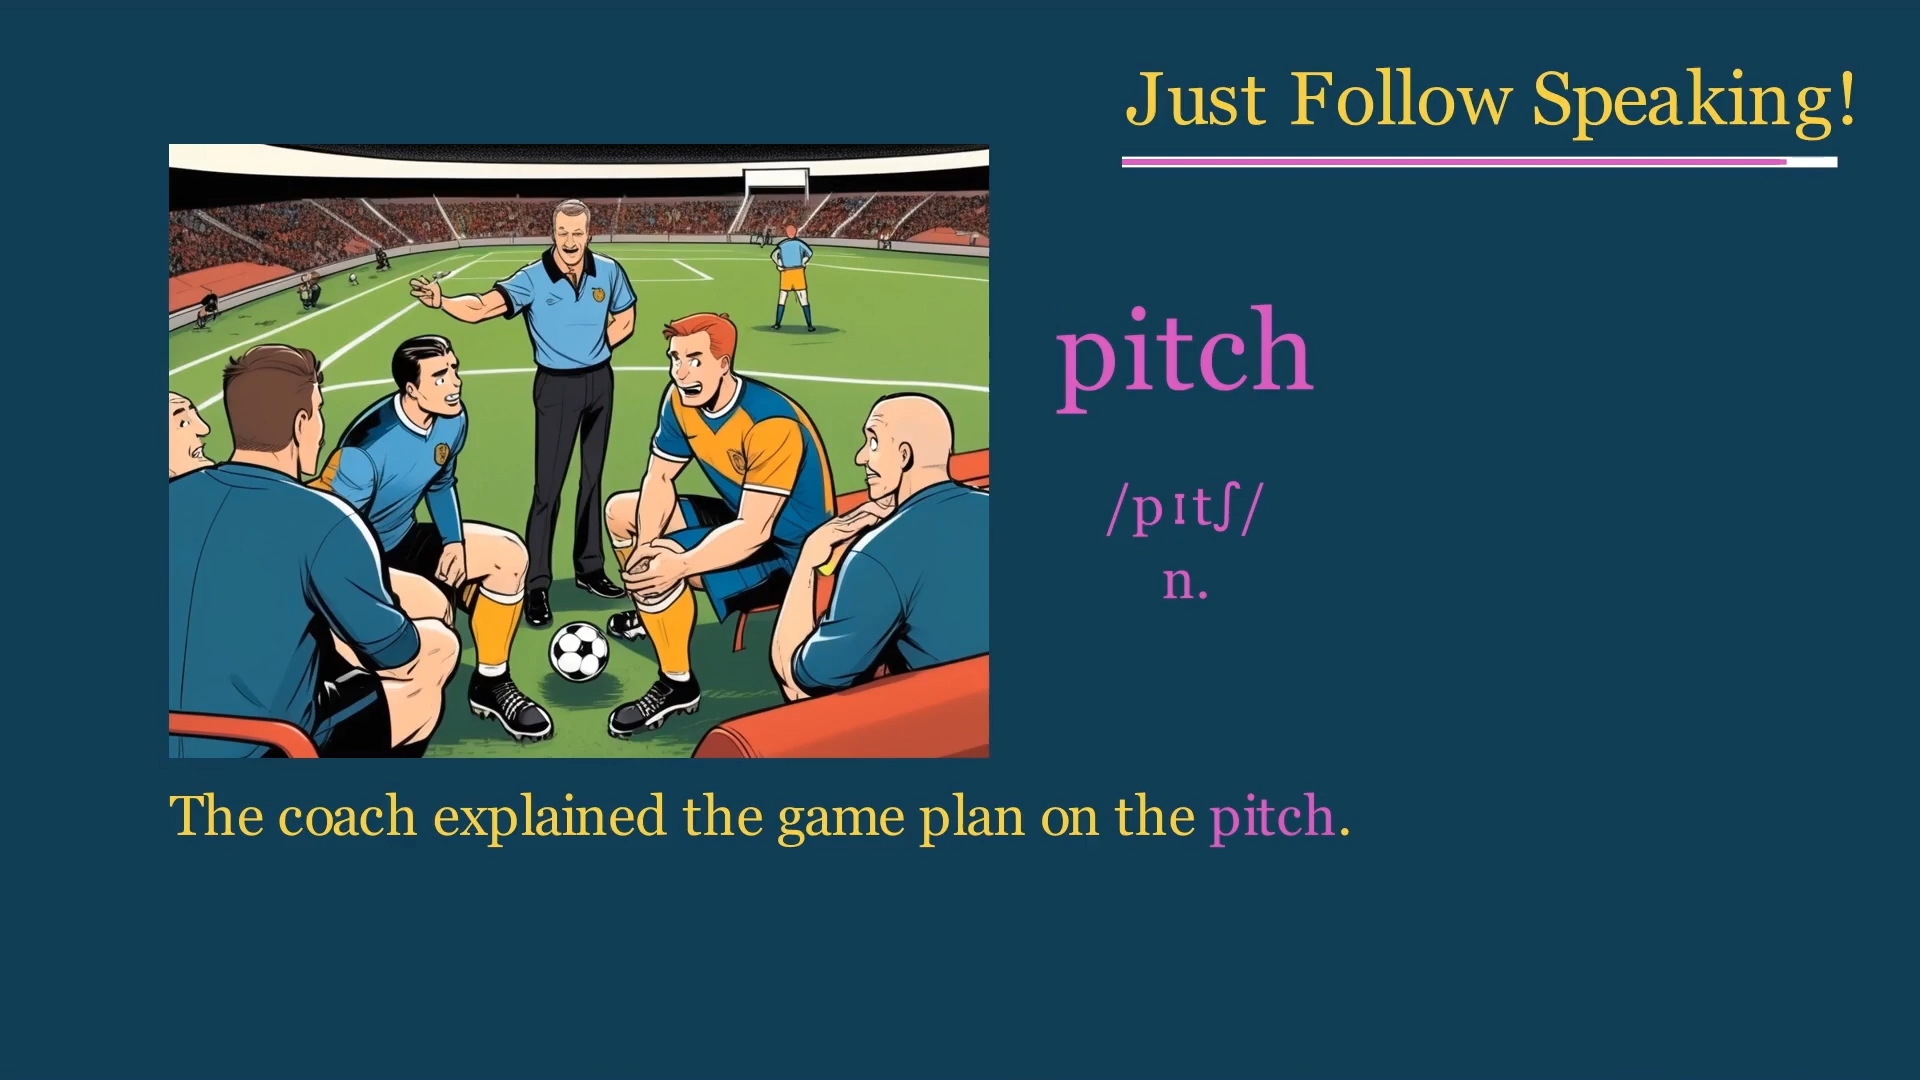 Just Follow Speaking!
pitch
/pɪtʃ/
n.
The coach explained the game plan on the pitch.